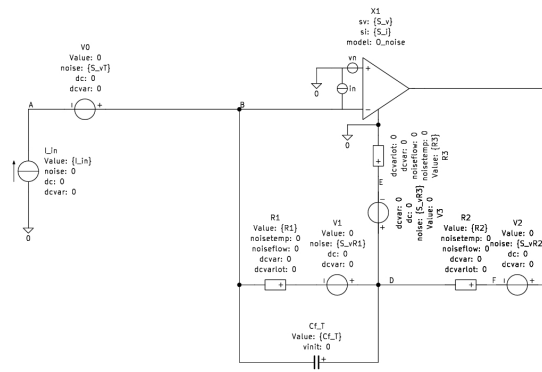 X1
sv: {S_v}
si: {S_i}
model: O_noise
V0
Value: 0
noise: {S_vT}
dc: 0
dcvar: 0
vn
+
in
−
0
A
B
I_in
Value: {I_in}
noise: 0
dc: 0
dcvar: 0
0
0
dcvarlot: 0
dcvar: 0
noiseflow: 0
noisetemp: 0
Value: {R3}
R3
E
dcvar: 0
dc: 0
noise: {S_vR3}
Value: 0
V3
R1
Value: {R1}
noisetemp: 0
noiseflow: 0
dcvar: 0
dcvarlot: 0
V1
Value: 0
noise: {S_vR1}
dc: 0
dcvar: 0
D
R2
Value: {R2}
noisetemp: 0
noiseflow: 0
dcvar: 0
dcvarlot: 0
F
V2
Value: 0
noise: {S_vR2
dc: 0
dcvar: 0
Cf_T
Value: {Cf_T}
vinit: 0